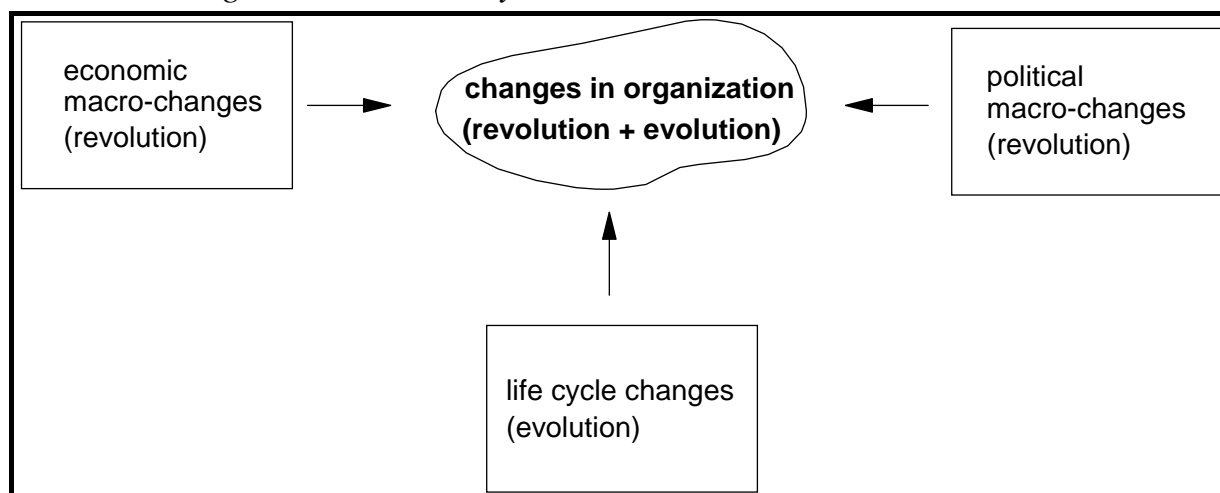 economic
macro-changes
(revolution)
changes in organization
(revolution + evolution)
political
macro-changes
(revolution)
life cycle changes
(evolution)